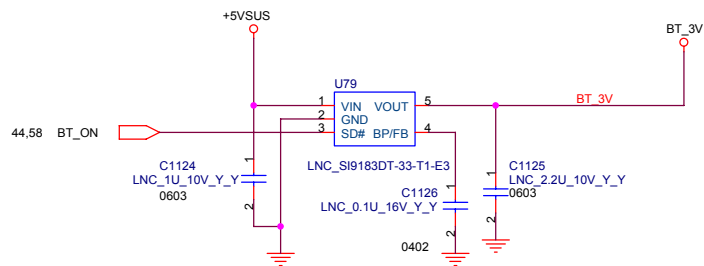 +5VSUS
BT_3V
U79
1 VIN VOUT 5 BT_3V
2 GND
44,58 BT_ON 3 SD# BP/FB 4
C1124 LNC_SI9183DT-33-T1-E3 C1125
LNC_1U_10V_Y_Y LNC_2.2U_10V_Y_Y
0603 C1126 0603
LNC_0.1U_16V_Y_Y
0402
1 2
1 2
1 2